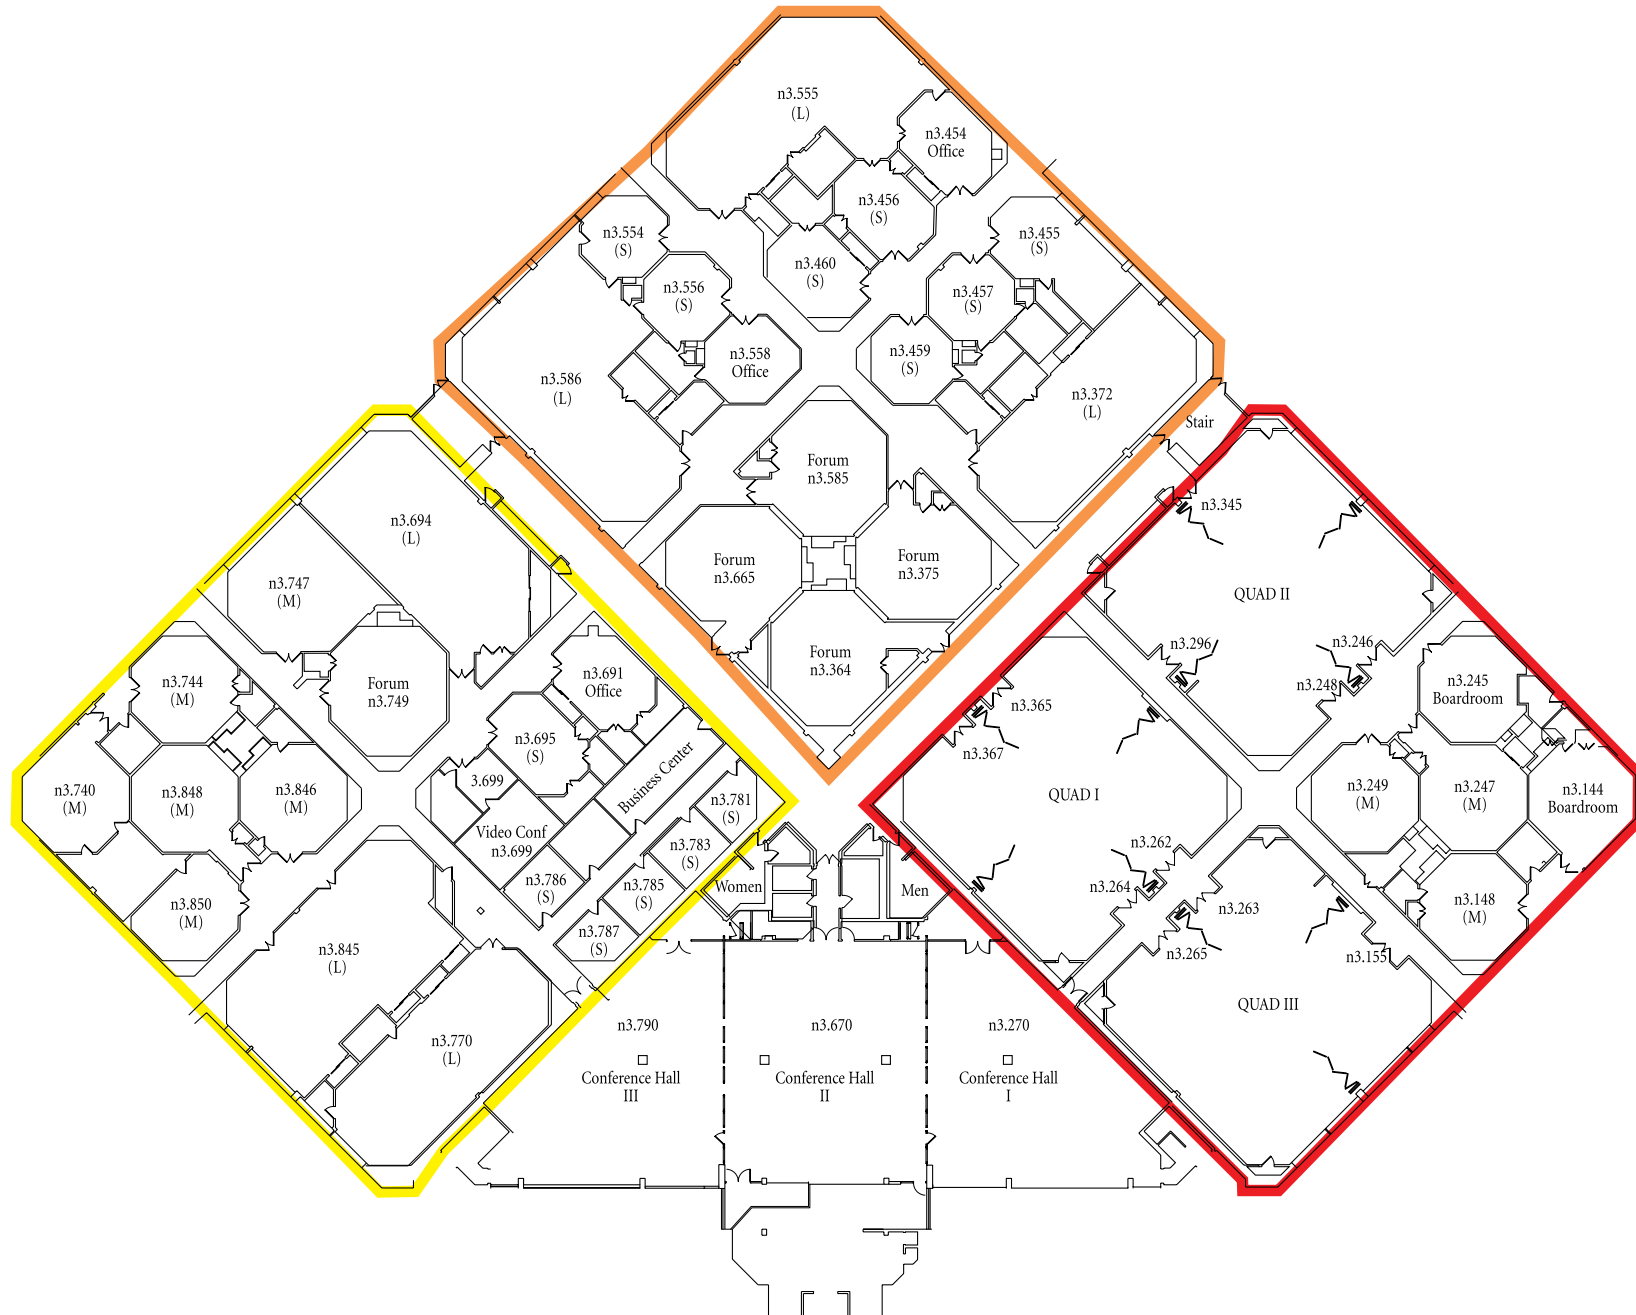 n3.555
(L)
n3.454
Office
n3.456
(S)
n3.554
(S)
n3.455
(S)
n3.460
(S)
n3.556
(S)
n3.457
(S)
n3.558
Office
n3.459
(S)
n3.586
(L)
n3.372
(L)
Stair
Forum
n3.585
Forum
n3.665
Forum
n3.375
Forum
n3.364
n3.694
(L)
n3.747
(M)
n3.744
(M)
Forum
n3.749
n3.691
Office
n3.695
(S)
3.699
Business Center
n3.740
(M)
n3.848
(M)
n3.846
(M)
Video Conf
n3.699
n3.781
(S)
n3.783
(S)
n3.786
(S)
n3.785
(S)
n3.787
(S)
n3.850
(M)
n3.845
(L)
n3.770
(L)
Women
Men
n3.345
QUAD II
n3.296
n3.246
n3.248
n3.245
Boardroom
n3.365
n3.367
QUAD I
n3.249
(M)
n3.247
(M)
n3.144
Boardroom
n3.262
n3.264
n3.263
n3.265
n3.155
n3.148
(M)
QUAD III
n3.790
Conference Hall
III
n3.670
Conference Hall
II
n3.270
Conference Hall
I